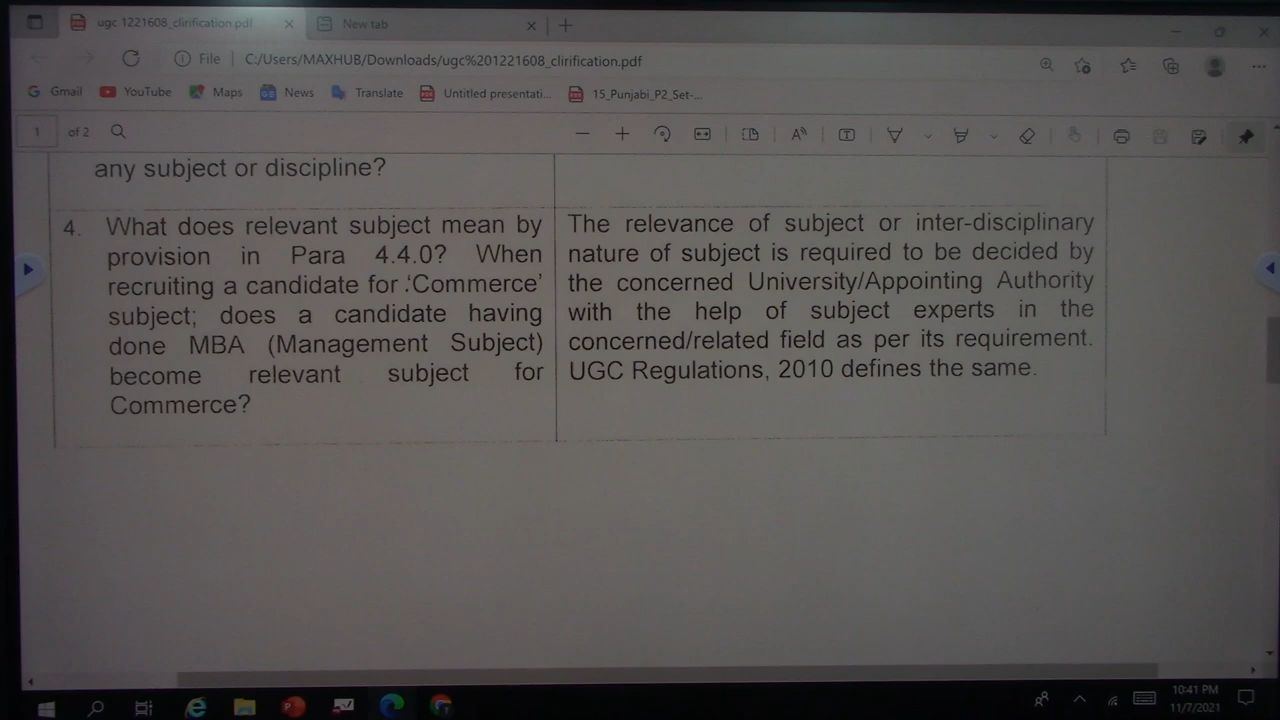 ugc 1221608_clirification.pdf
New tab
File
C:/Users/MAXHUB/Downloads/ugc%201221608_clirification.pdf
Gmail
YouTube
Maps
News
Translate
Untitled presentati...
15_Punjabi_P2_Set-...
1
of 2
any subject or discipline?
4. What does relevant subject mean by
provision in Para 4.4.0? When
recruiting a candidate for 'Commerce'
subject; does a candidate having
done MBA (Management Subject)
become relevant subject for
Commerce?
The relevance of subject or inter-disciplinary
nature of subject is required to be decided by
the concerned University/Appointing Authority
with the help of subject experts in the
concerned/related field as per its requirement.
UGC Regulations, 2010 defines the same.
10:41 PM
11/7/2021